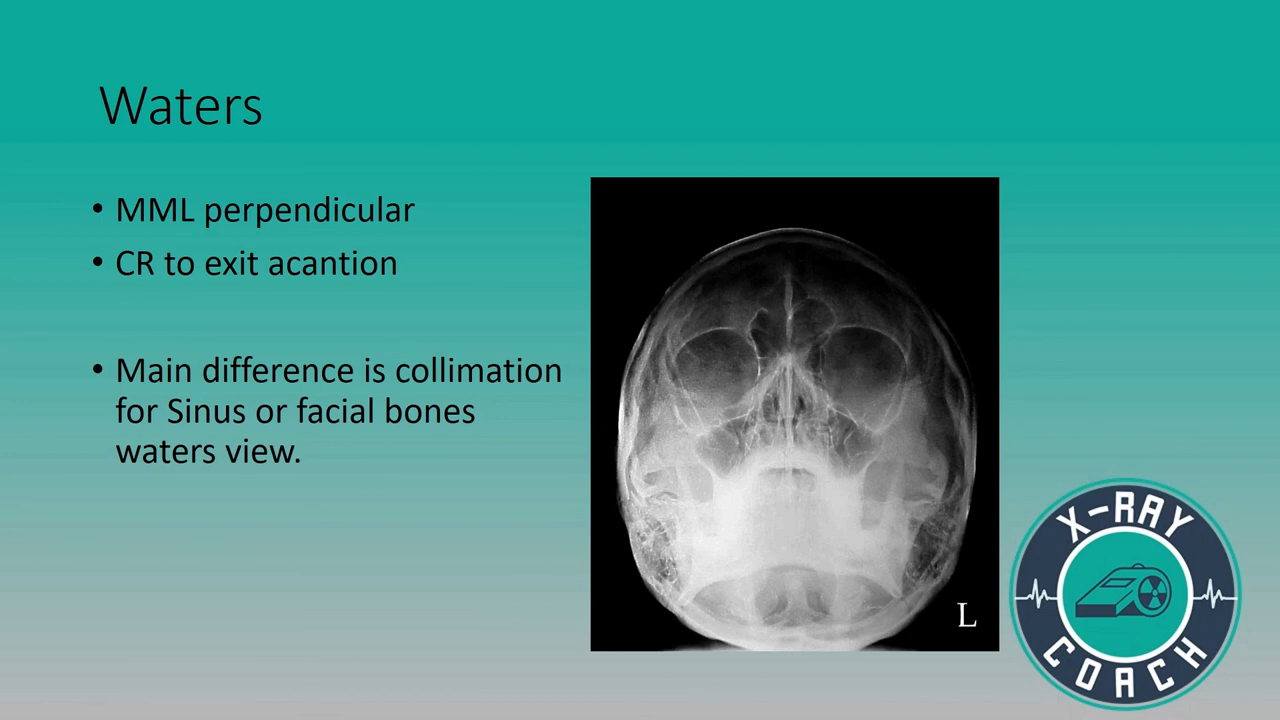 Waters
• MML perpendicular
• CR to exit acantion
• Main difference is collimation
for Sinus or facial bones
waters view.
L
X-RAY
COACH